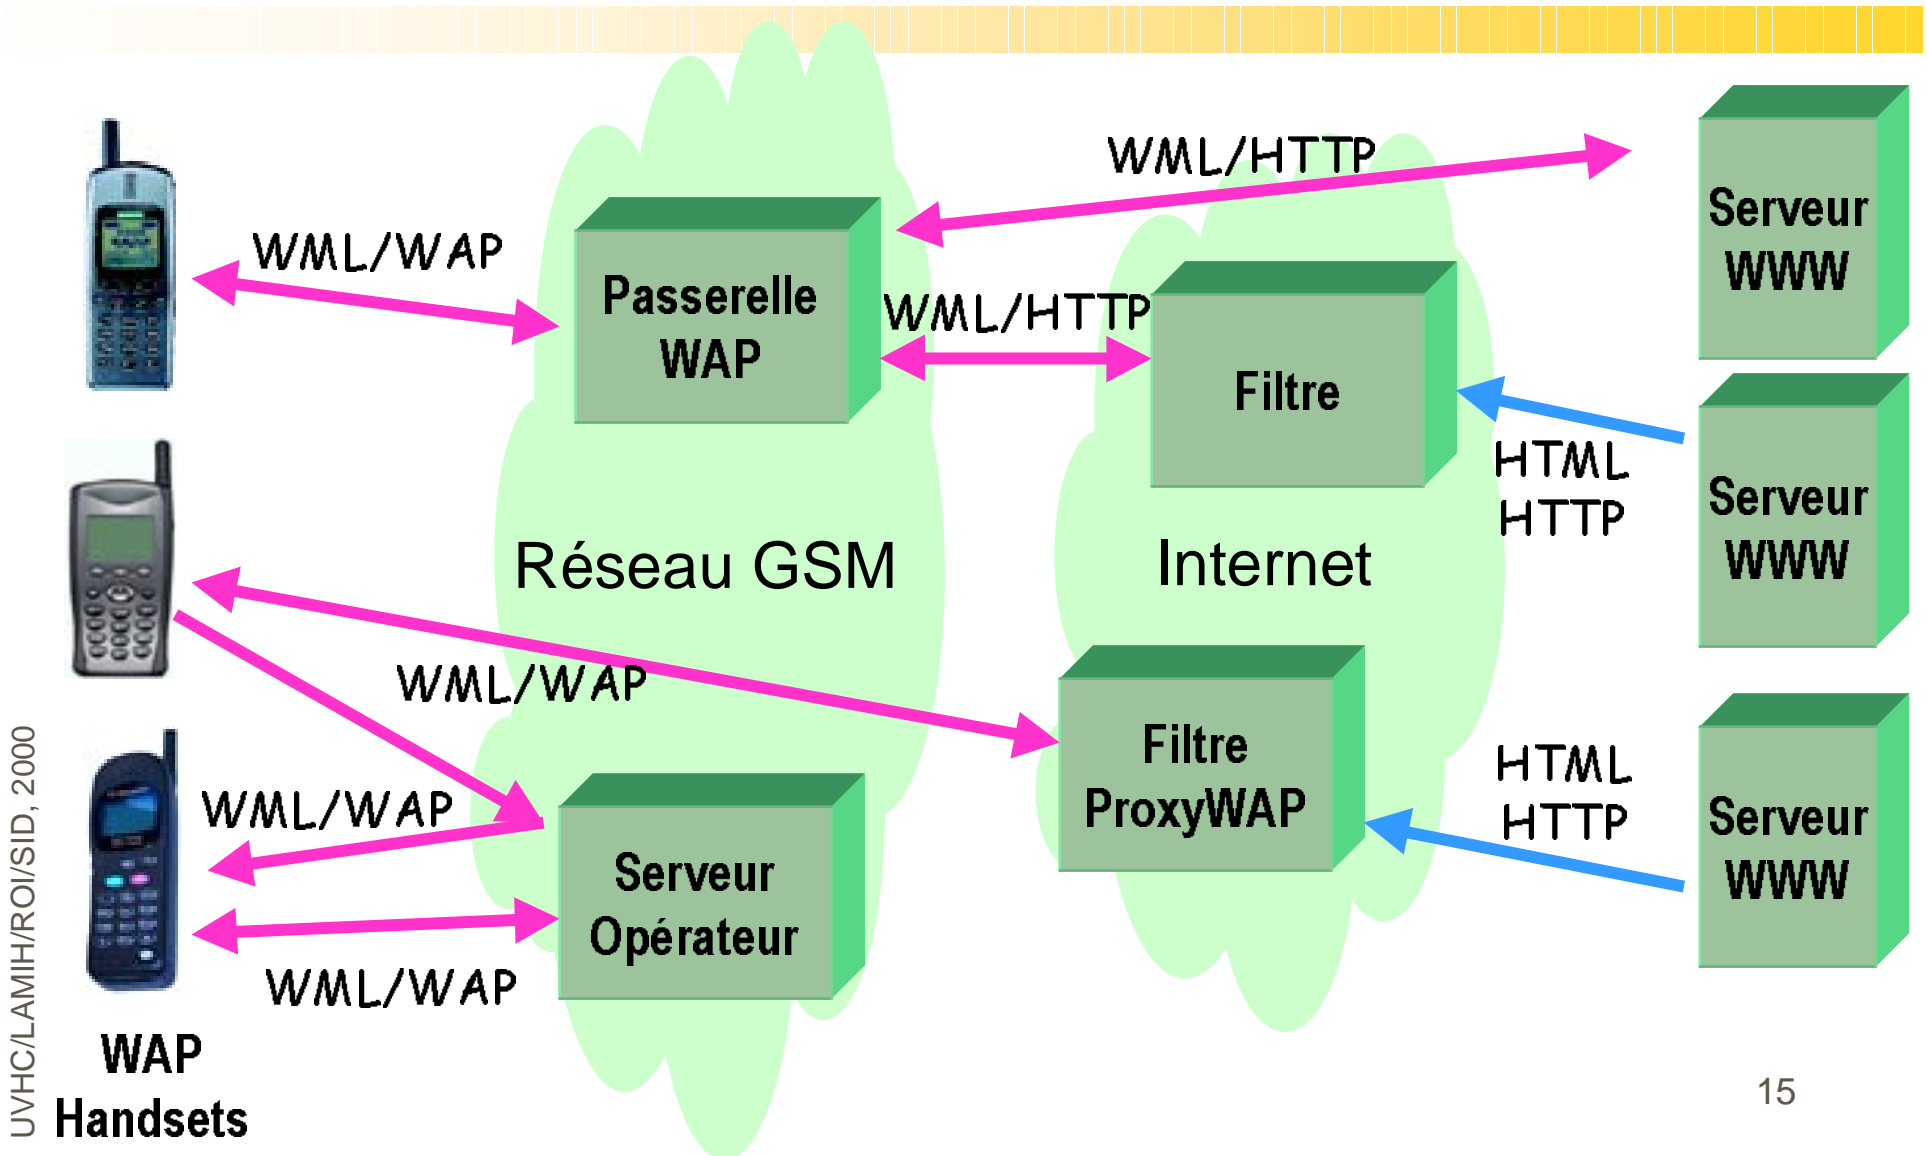 WML/HTTP
WML/WAP
Passerelle
WAP
WML/HTTP
Filtre
Serveur
WWW
HTML
HTTP
Serveur
WWW
Réseau GSM
Internet
WML/WAP
Filtre
ProxyWAP
HTML
HTTP
Serveur
WWW
WML/WAP
Serveur
Opérateur
WML/WAP
WAP
Handsets
UVHC/LAMIH/ROI/SID, 2000
15